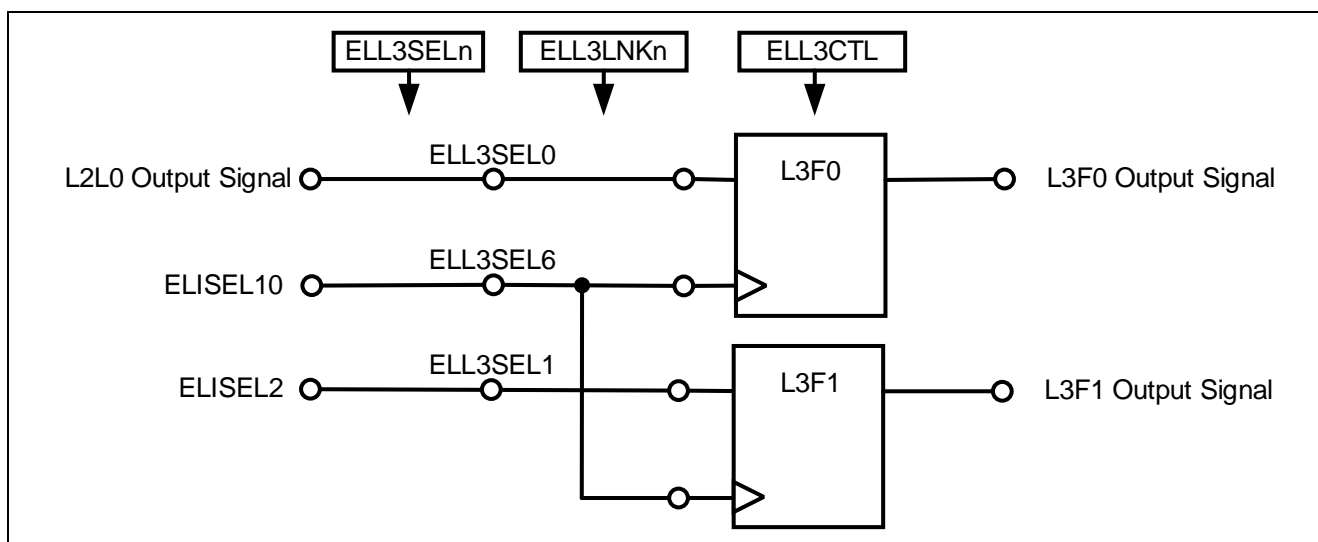 ELL3SELn
ELL3LNKn
ELL3CTL
L2L0 Output Signal
ELL3SEL0
L3F0
L3F0 Output Signal
ELISEL10
ELL3SEL6
ELISEL2
ELL3SEL1
L3F1
L3F1 Output Signal